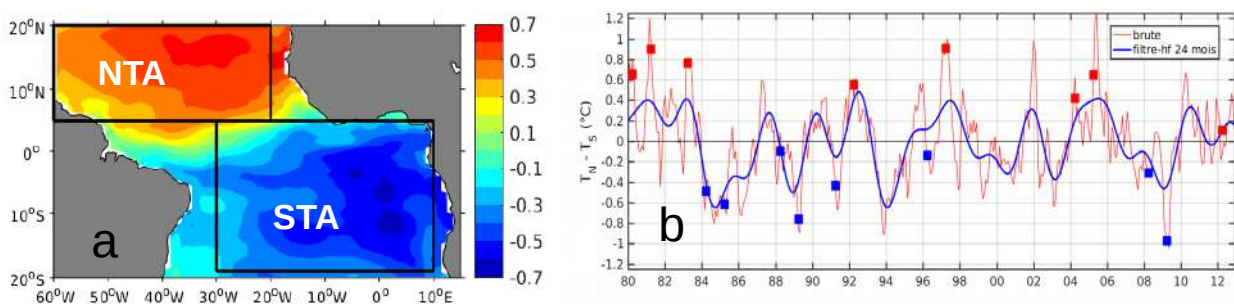 20°N
10°N
0°
10°S
20°S
60°W 50°W 40°W 30°W 20°W 10°W 0° 10°E
NTA
STA
a
0.7
0.5
0.3
0.1
-0.1
-0.3
-0.5
-0.7
b
T_N - T_S (°C)
1.2
1
0.8
0.6
0.4
0.2
0
-0.2
-0.4
-0.6
-0.8
-1
-1.2
80 82 84 86 88 90 92 94 96 98 00 02 04 06 08 10 12
brute
filtre-hf 24 mois